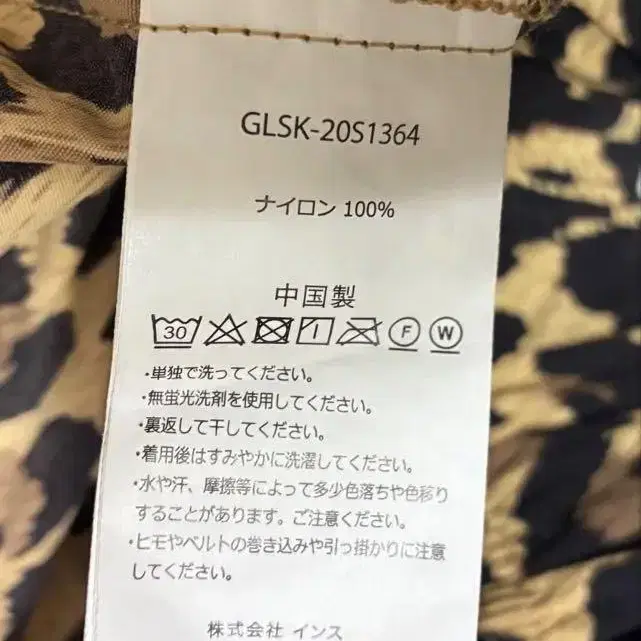 GLSK-20S1364
ナイロン 100%
中国製
30 F W
・単独で洗ってください。
・無蛍光洗剤を使用してください。
・裏返して干してください。
・着用後はすみやかに洗濯してください。
・水や汗、摩擦等によって多少色落ちや色移り
することがあります。ご注意ください。
・ヒモやベルトの巻き込みや引っ掛かりに注意
してください。
株式会社 インス